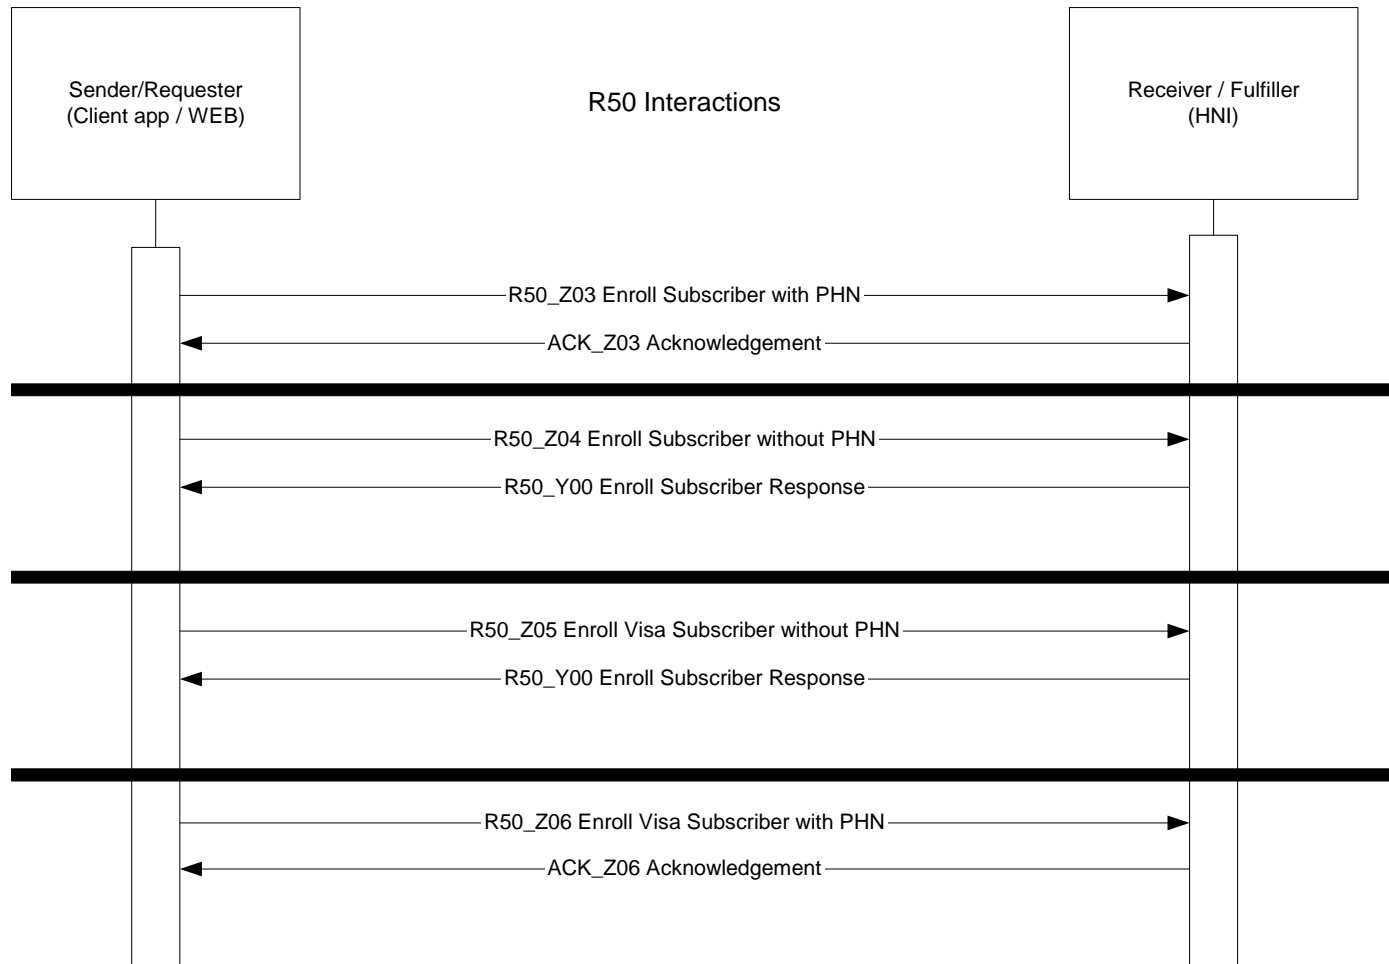 Sender/Requester
(Client app / WEB)
R50 Interactions
Receiver / Fulfiller
(HNI)
R50_Z03 Enroll Subscriber with PHN
ACK_Z03 Acknowledgement
R50_Z04 Enroll Subscriber without PHN
R50_Y00 Enroll Subscriber Response
R50_Z05 Enroll Visa Subscriber without PHN
R50_Y00 Enroll Subscriber Response
R50_Z06 Enroll Visa Subscriber with PHN
ACK_Z06 Acknowledgement